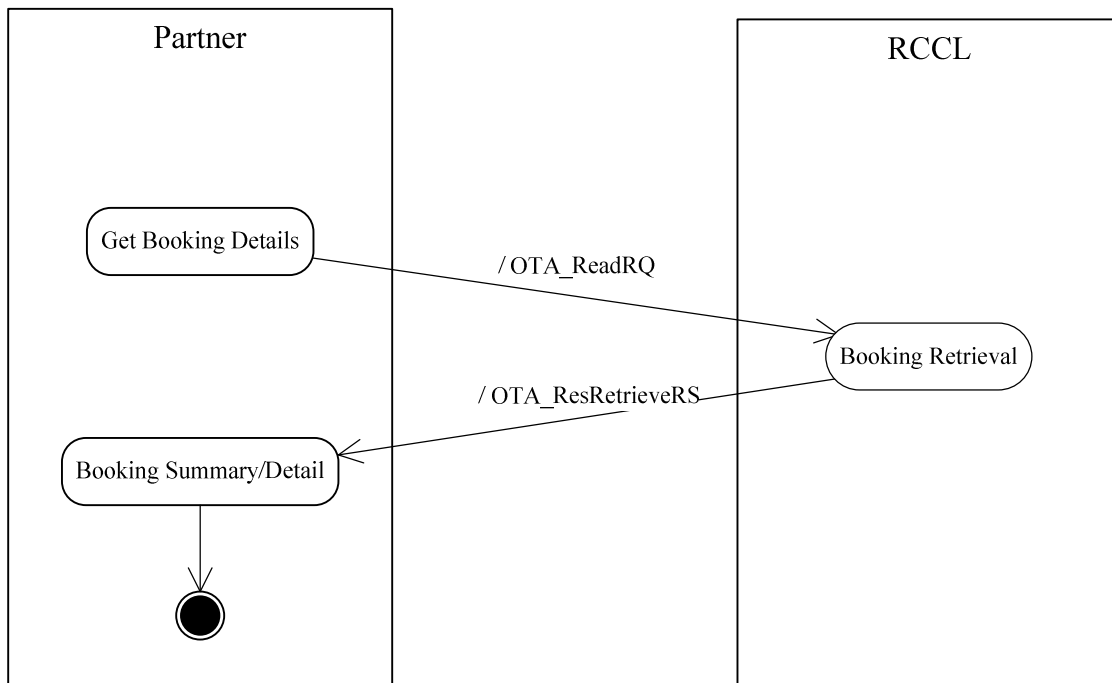 Partner
RCCL
Get Booking Details
/ OTA_ReadRQ
Booking Retrieval
/ OTA_ResRetrieveRS
Booking Summary/Detail